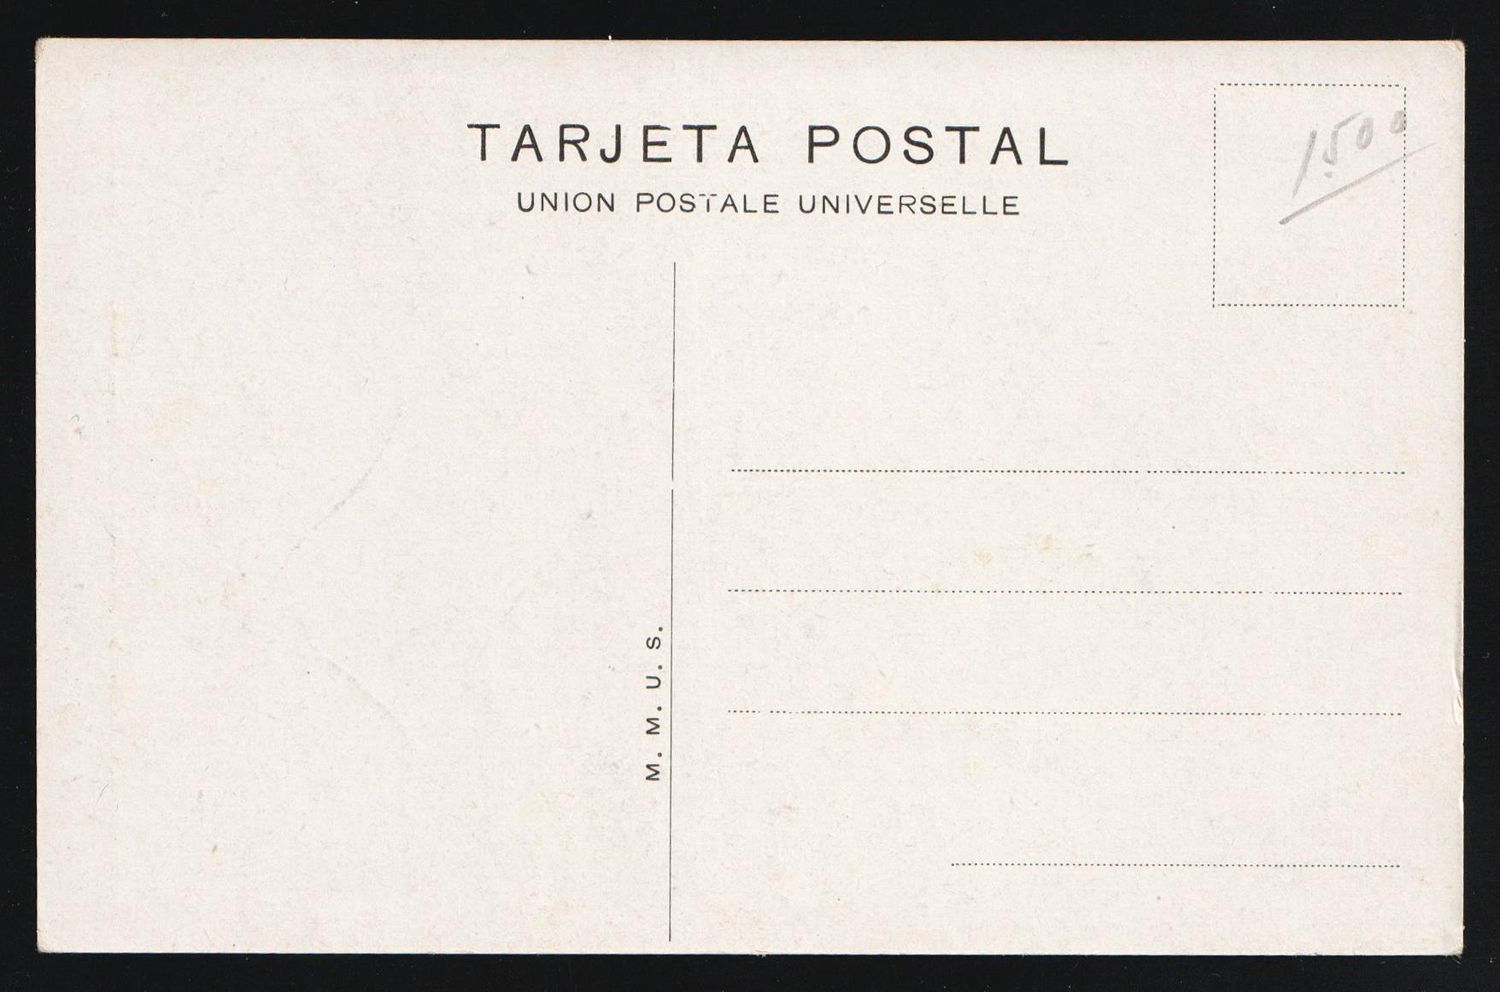 TARJETA POSTAL
UNION POSTALE UNIVERSELLE
1.500
M. M. U. S.